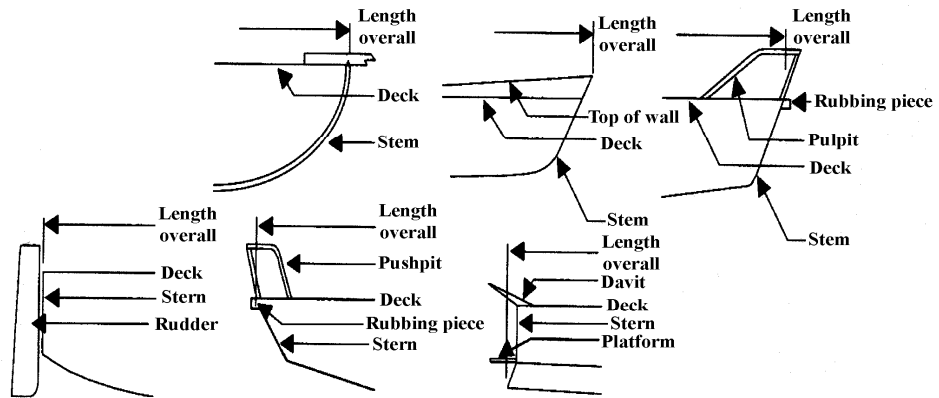 Length
overall
Deck
Stem
Length
overall
Top of wall
Deck
Stem
Length
overall
Rubbing piece
Pulpit
Deck
Stem
Length
overall
Deck
Stern
Rudder
Length
overall
Pushpit
Deck
Rubbing piece
Stern
Length
overall
Davit
Deck
Stern
Platform